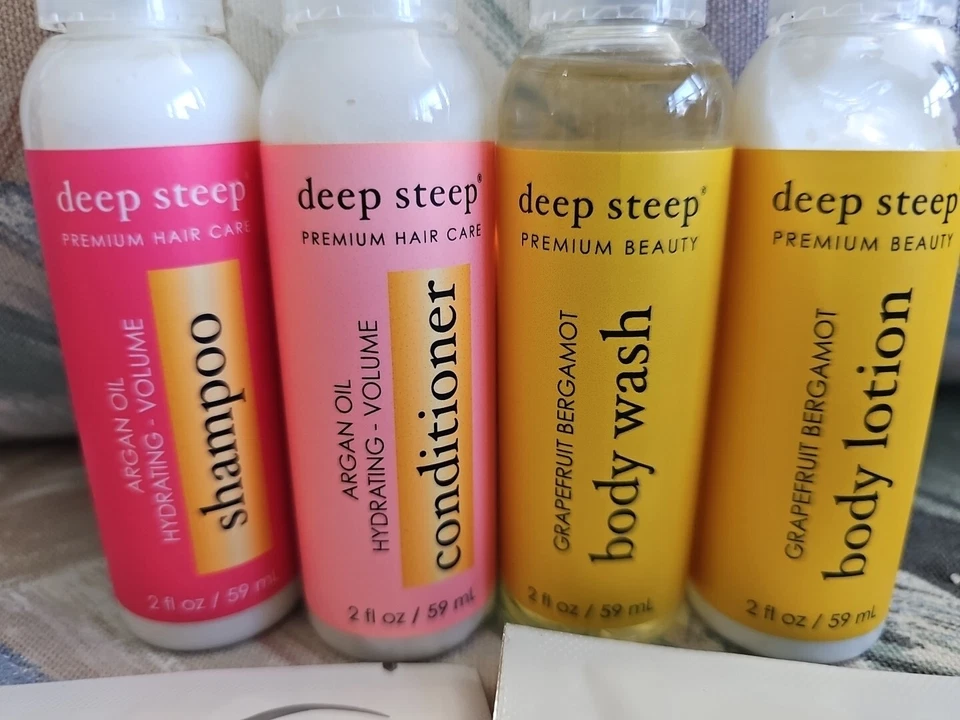 deep steep
PREMIUM HAIR CARE
ARGAN OIL
HYDRATING - VOLUME
shampoo
2 fl oz / 59 mL
deep steep®
PREMIUM HAIR CARE
ARGAN OIL
HYDRATING - VOLUME
conditioner
2 fl oz / 59 mL
deep steep®
PREMIUM BEAUTY
GRAPEFRUIT BERGAMOT
body wash
2 fl oz / 59 mL
deep steep
PREMIUM BEAUTY
GRAPEFRUIT BERGAMOT
body lotion
2 fl oz / 59 mL